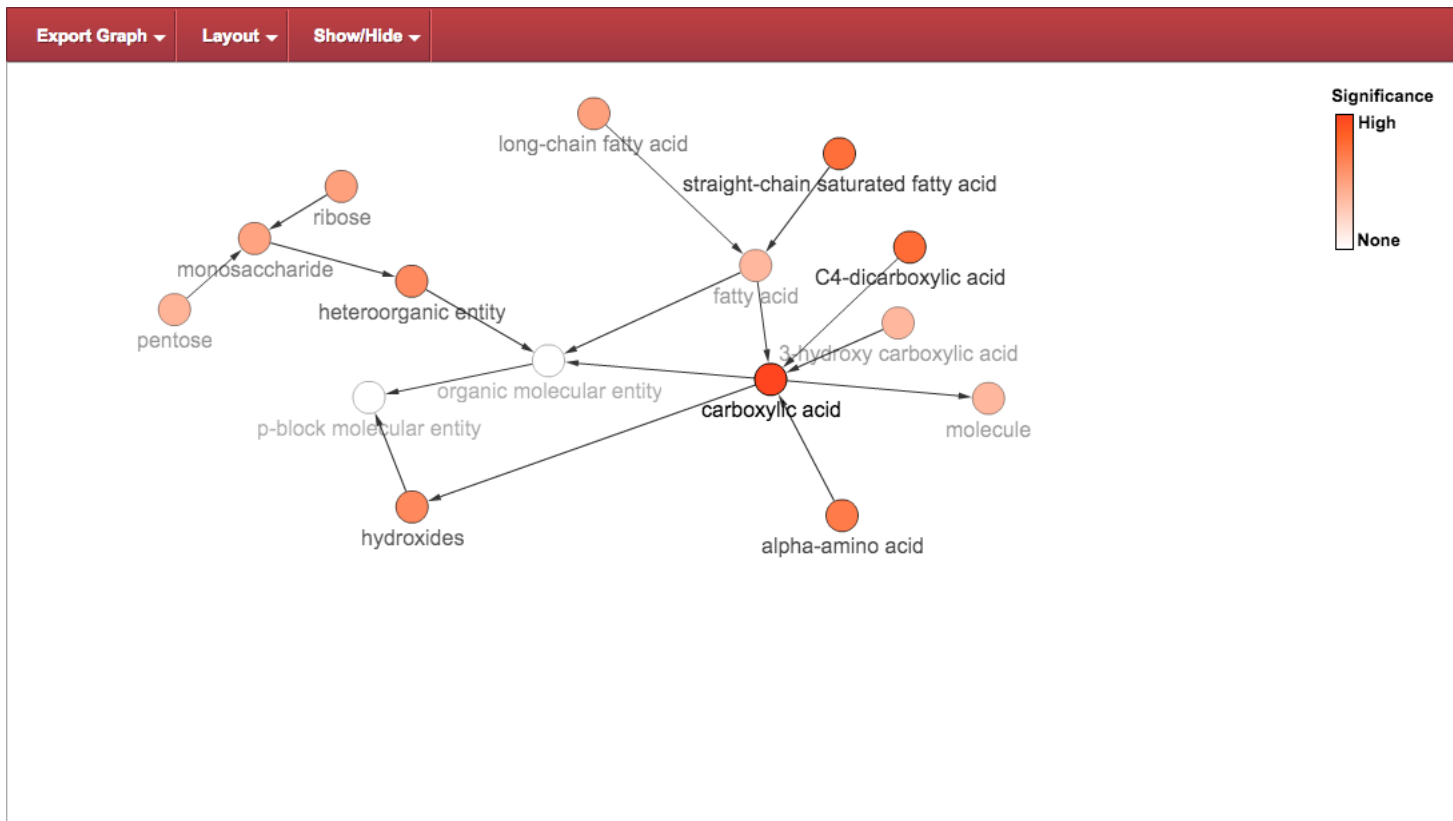 Export Graph
Layout
Show/Hide
Significance
High
None
long-chain fatty acid
straight-chain saturated fatty acid
ribose
monosaccharide
C4-dicarboxylic acid
fatty acid
heteroorganic entity
pentose
3-hydroxy carboxylic acid
organic molecular entity
carboxylic acid
p-block molecular entity
molecule
hydroxides
alpha-amino acid